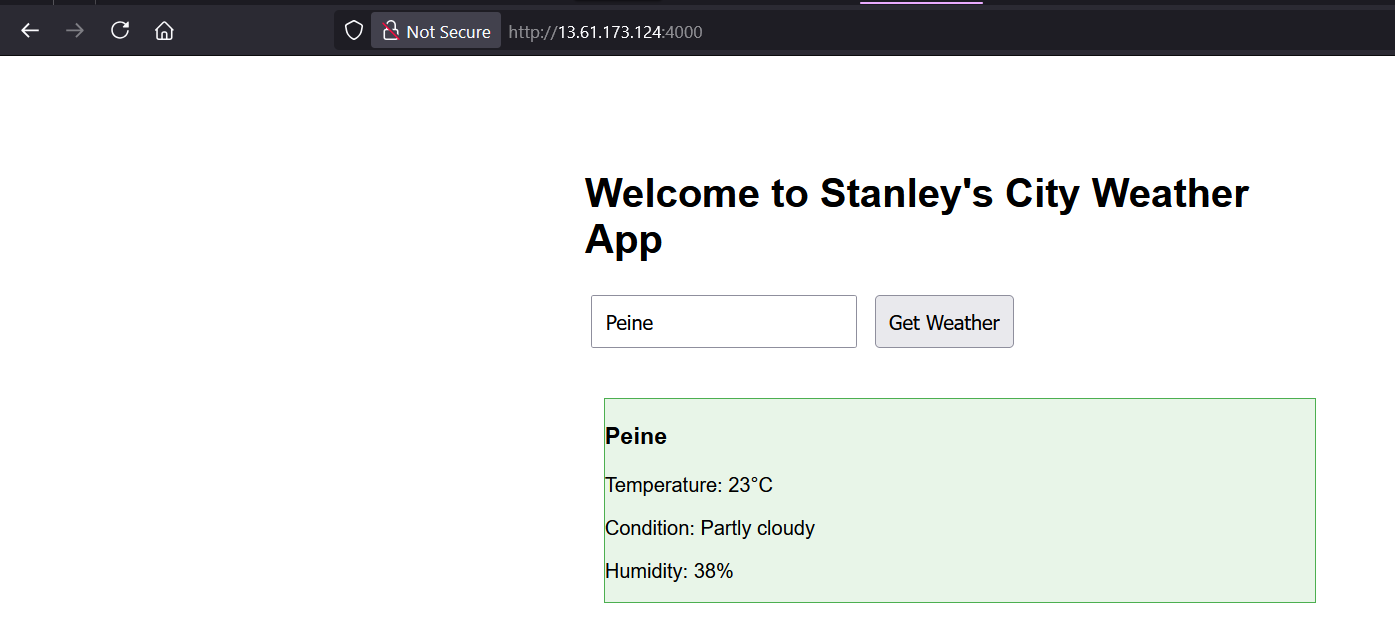 Not Secure http://13.61.173.124:4000
Welcome to Stanley's City Weather
App
Peine Get Weather
Peine
Temperature: 23°C
Condition: Partly cloudy
Humidity: 38%